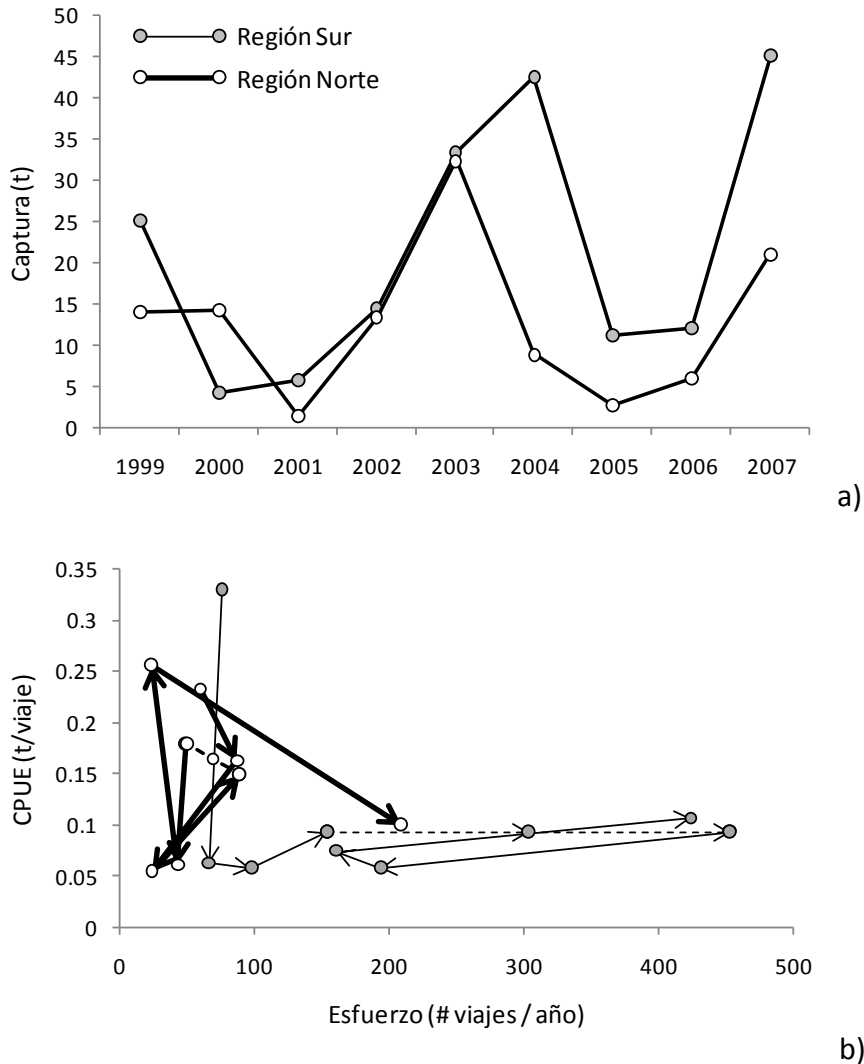 50
45
40
35
30
25
20
15
10
5
0
Captura (t)
Región Sur
Región Norte
1999 2000 2001 2002 2003 2004 2005 2006 2007
a)
0.35
0.3
0.25
0.2
0.15
0.1
0.05
0
CPUE (t/viaje)
0 100 200 300 400 500
Esfuerzo (# viajes / año)
b)